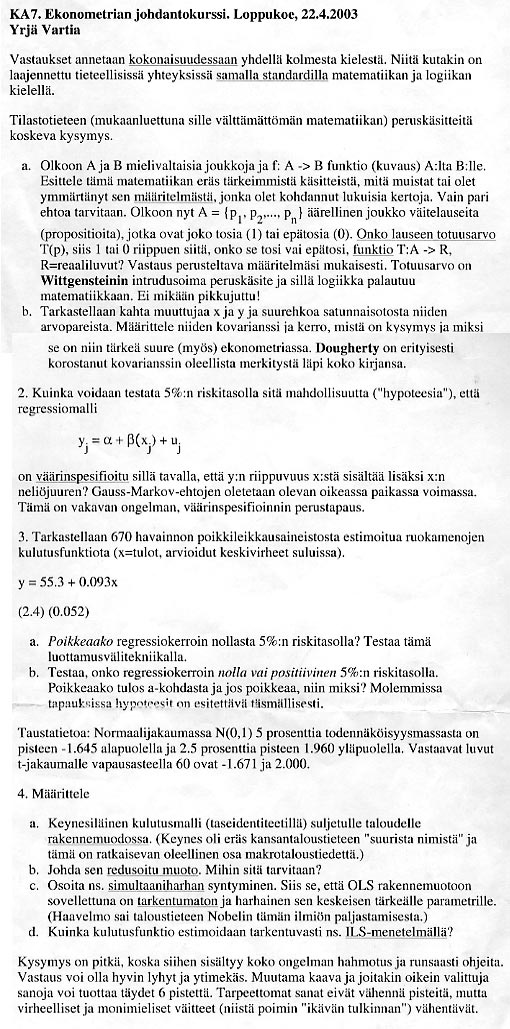 KA7. Ekonometrian johdantokurssi. Loppukoe, 22.4.2003
Yrjä Vartia
Vastaukset annetaan kokonaisuudessaan yhdellä kolmesta kielestä. Niitä kutakin on
laajennettu tieteellisissä yhteyksissä samalla standardilla matematiikan ja logiikan
kielellä.
Tilastotieteen (mukaanluettuna sille välttämättömän matematiikan) peruskäsitteitä
koskeva kysymys.
a. Olkoon A ja B mielivaltaisia joukkoja ja f: A -> B funktio (kuvaus) A:lta B:lle.
Esittele tämä matematiikan eräs tärkeimmistä käsitteistä, mitä muistat tai olet
ymmärtänyt sen määritelmästä, jonka olet kohdannut lukuisia kertoja. Vain pari
ehtoa tarvitaan. Olkoon nyt A = {p1, p2,..., pn} äärellinen joukko väitelauseita
(propositioita), jotka ovat joko tosia (1) tai epätosia (0). Onko lauseen totuusarvo
T(p), siis 1 tai 0 riippuen siitä, onko se tosi vai epätosi, funktio T:A -> R,
R=reaaliluvut? Vastaus perusteltava määritelmäsi mukaisesti. Totuusarvo on
Wittgensteinin intrudusoima peruskäsite ja sillä logiikka palautuu
matematiikkaan. Ei mikään pikkujuttu!
b. Tarkastellaan kahta muuttujaa x ja y ja suurehkoa satunnaisotosta niiden
arvopareista. Määrittele niiden kovarianssi ja kerro, mistä on kysymys ja miksi
se on niin tärkeä suure (myös) ekonometriassa. Dougherty on erityisesti
korostanut kovarianssin oleellista merkitystä läpi koko kirjansa.
2. Kuinka voidaan testata 5%:n riskitasolla sitä mahdollisuutta ("hypoteesia"), että
regressiomalli
yj = α + β(xj) + uj
on väärinspesifioitu sillä tavalla, että y:n riippuvuus x:stä sisältää lisäksi x:n
neliöjuuren? Gauss-Markov-ehtojen oletetaan olevan oikeassa paikassa voimassa.
Tämä on vakavan ongelman, väärinspesifioinnin perustapaus.
3. Tarkastellaan 670 havainnon poikkileikkausaineistosta estimoitua ruokamenojen
kulutusfunktiota (x=tulot, arvioidut keskivirheet suluissa).
y = 55.3 + 0.093x
(2.4) (0.052)
a. Poikkeaako regressiokerroin nollasta 5%:n riskitasolla? Testaa tämä
luottamusvälitekniikalla.
b. Testaa, onko regressiokerroin nolla vai positiivinen 5%:n riskitasolla.
Poikkeaako tulos a-kohdasta ja jos poikkeaa, niin miksi? Molemmissa
tapauksissa hypoteesit on esitettävä täsmällisesti.
Taustatietoa: Normaalijakaumassa N(0,1) 5 prosenttia todennäköisyysmassasta on
pisteen -1.645 alapuolella ja 2.5 prosenttia pisteen 1.960 yläpuolella. Vastaavat luvut
t-jakaumalle vapausasteella 60 ovat -1.671 ja 2.000.
4. Määrittele
a. Keynesiläinen kulutusmalli (taseidentiteetillä) suljetulle taloudelle
rakennemuodossa. (Keynes oli eräs kansantaloustieteen "suurista nimistä" ja
tämä on ratkaisevan oleellinen osa makrotaloustiedettä.)
b. Johda sen redusoitu muoto. Mihin sitä tarvitaan?
c. Osoita ns. simultaaniharhan syntyminen. Siis se, että OLS rakennemuotoon
sovellettuna on tarkentumaton ja harhainen sen keskeisen tärkeälle parametrille.
(Haavelmo sai taloustieteen Nobelin tämän ilmiön paljastamisesta.)
d. Kuinka kulutusfunktio estimoidaan tarkentuvasti ns. ILS-menetelmällä?
Kysymys on pitkä, koska siihen sisältyy koko ongelman hahmotus ja runsaasti ohjeita.
Vastaus voi olla hyvin lyhyt ja ytimekäs. Muutama kaava ja joitakin oikein valittuja
sanoja voi tuottaa täydet 6 pistettä. Tarpeettomat sanat eivät vähennä pisteitä, mutta
virheelliset ja monimieliset väitteet (niistä poimin "ikävän tulkinnan") vähentävät.